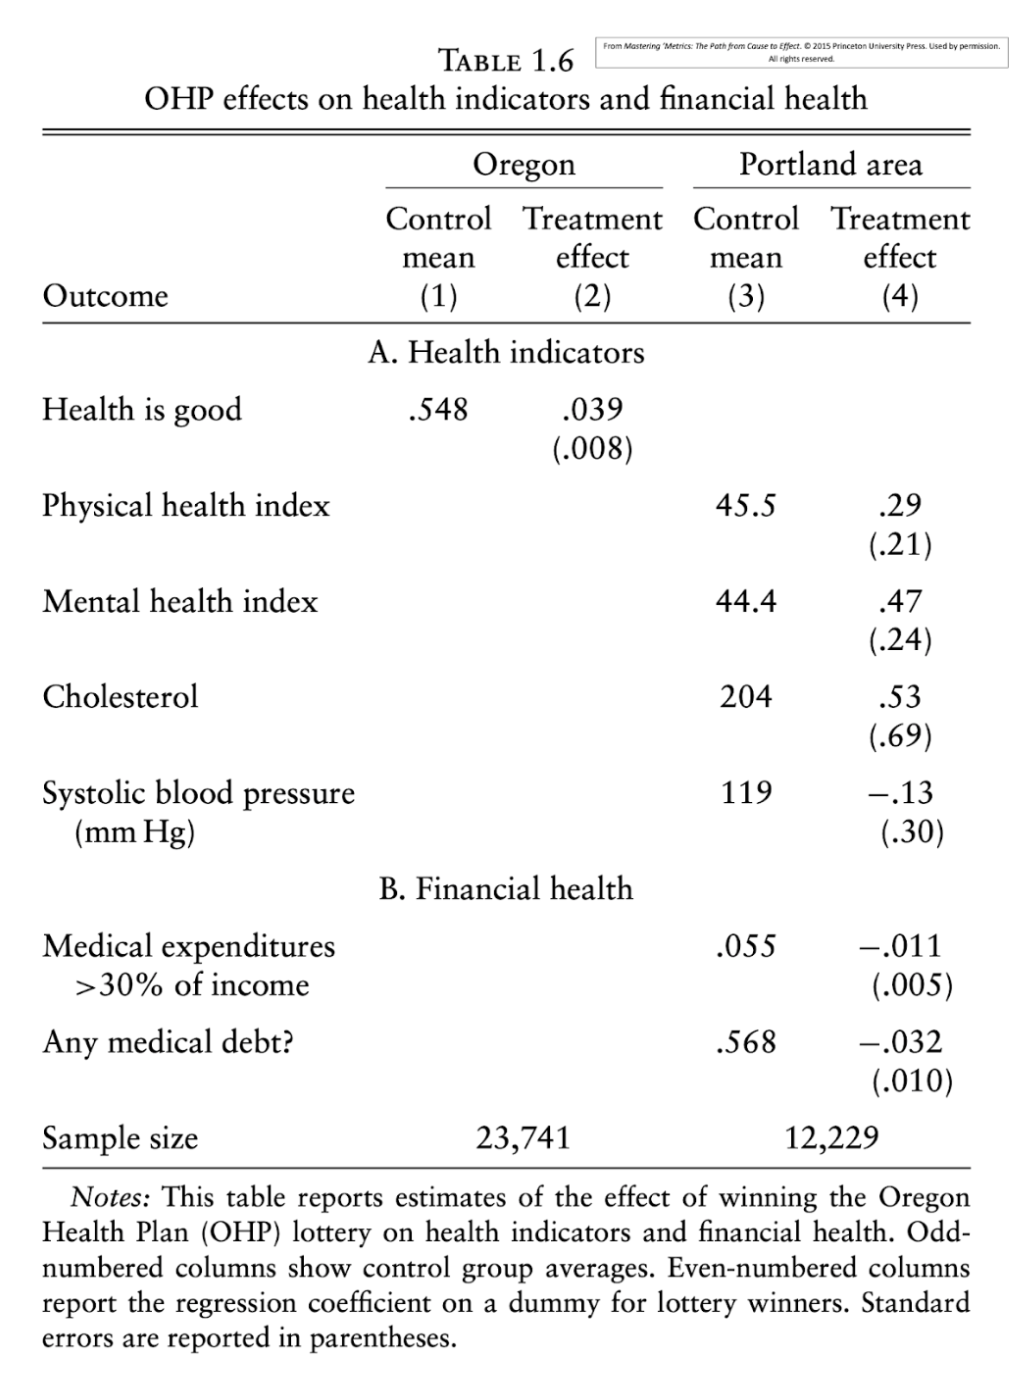 From Mastering 'Metrics: The Path from Cause to Effect. © 2015 Princeton University Press. Used by permission.
All rights reserved.
TABLE 1.6
OHP effects on health indicators and financial health
Oregon Portland area
Control Treatment Control Treatment
mean effect mean effect
Outcome (1) (2) (3) (4)
A. Health indicators
Health is good .548 .039
(.008)
Physical health index 45.5 .29
(.21)
Mental health index 44.4 .47
(.24)
Cholesterol 204 .53
(.69)
Systolic blood pressure 119 −.13
(mm Hg) (.30)
B. Financial health
Medical expenditures .055 −.011
>30% of income (.005)
Any medical debt? .568 −.032
(.010)
Sample size 23,741 12,229
Notes: This table reports estimates of the effect of winning the Oregon
Health Plan (OHP) lottery on health indicators and financial health. Odd-
numbered columns show control group averages. Even-numbered columns
report the regression coefficient on a dummy for lottery winners. Standard
errors are reported in parentheses.